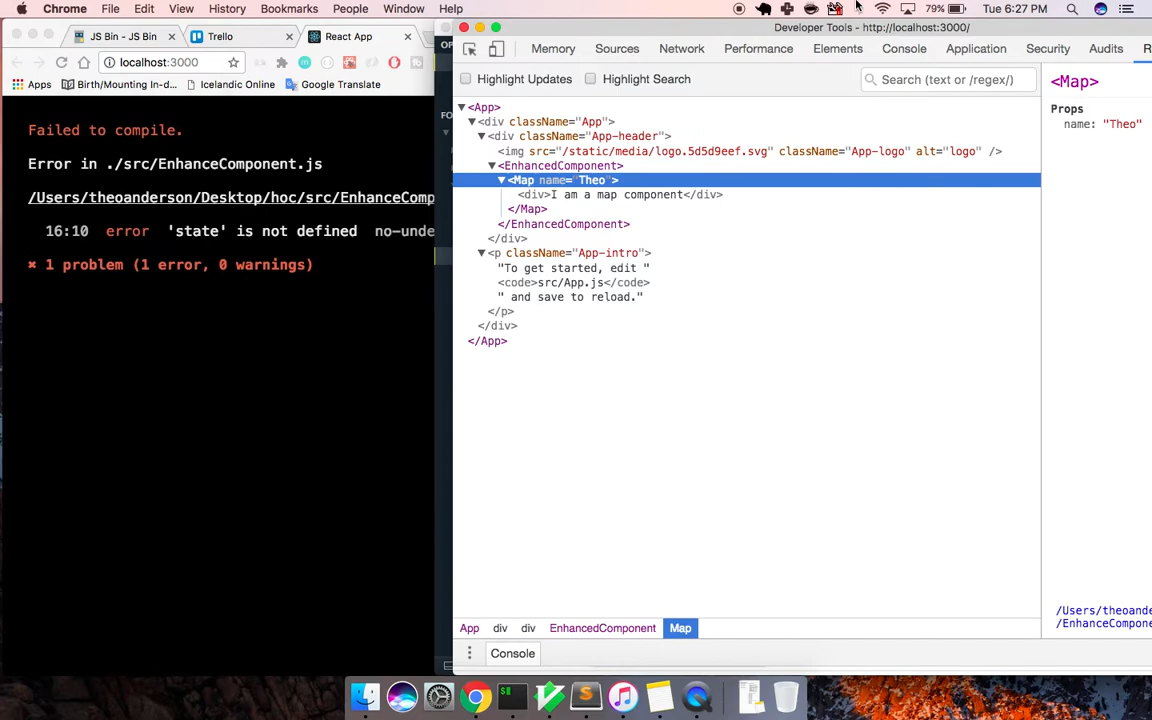 Chrome File Edit View History Bookmarks People Window Help 79% Tue 6:27 PM
JS Bin - JS Bin Trello React App
localhost:3000
Apps Birth/Mounting In-d... Icelandic Online Google Translate
Failed to compile.
Error in ./src/EnhanceComponent.js
/Users/theoanderson/Desktop/hoc/src/EnhanceComp
16:10 error 'state' is not defined no-unde
✖ 1 problem (1 error, 0 warnings)
Developer Tools - http://localhost:3000/
Memory Sources Network Performance Elements Console Application Security Audits R
Highlight Updates Highlight Search Search (text or /regex/)
<App>
<div className="App">
<div className="App-header">
<img src="/static/media/logo.5d5d9eef.svg" className="App-logo" alt="logo" />
<EnhancedComponent>
<Map name="Theo">
<div>I am a map component</div>
</Map>
</EnhancedComponent>
</div>
<p className="App-intro">
"To get started, edit "
<code>src/App.js</code>
" and save to reload."
</p>
</div>
</App>
<Map>
Props
name: "Theo"
/Users/theoande
/EnhanceCompone
App div div EnhancedComponent Map
Console